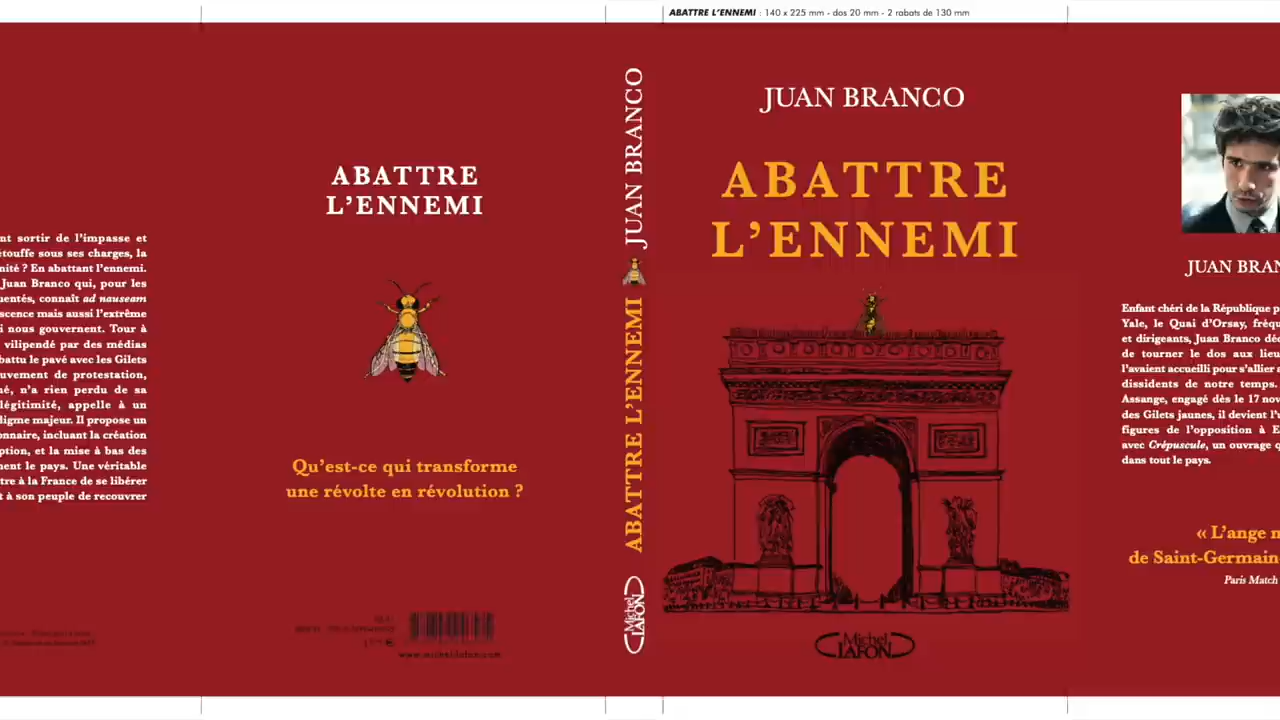 ABATTRE L'ENNEMI : 140 x 225 mm - dos 20 mm - 2 rabats de 130 mm
nt sortir de l'impasse et
étouffe sous ses charges, la
nité ? En abattant l'ennemi.
Juan Branco qui, pour les
mentés, connaît ad nauseam
scence mais aussi l'extrême
i nous gouvernent. Tour à
vilipendé par des médias
battu le pavé avec les Gilets
uvement de protestation,
né, n'a rien perdu de sa
légitimité, appelle à un
digme majeur. Il propose un
onnaire, incluant la création
ption, et la mise à bas des
nent le pays. Une véritable
tre à la France de se libérer
t à son peuple de recouvrer
ABATTRE
L'ENNEMI
Qu'est-ce qui transforme
une révolte en révolution ?
www.michellafon.com
JUAN BRANCO
ABATTRE L'ENNEMI
Michel
LAFON
JUAN BRANCO
ABATTRE
L'ENNEMI
Michel
LAFON
JUAN BRAN
Enfant chéri de la République p
Yale, le Quai d'Orsay, fréqu
et dirigeants, Juan Branco déc
de tourner le dos aux lieu
l'avaient accueilli pour s'allier a
dissidents de notre temps.
Assange, engagé dès le 17 nov
des Gilets jaunes, il devient l'u
figures de l'opposition à E
avec Crépuscule, un ouvrage q
dans tout le pays.
« L'ange n
de Saint-Germain-
Paris Match